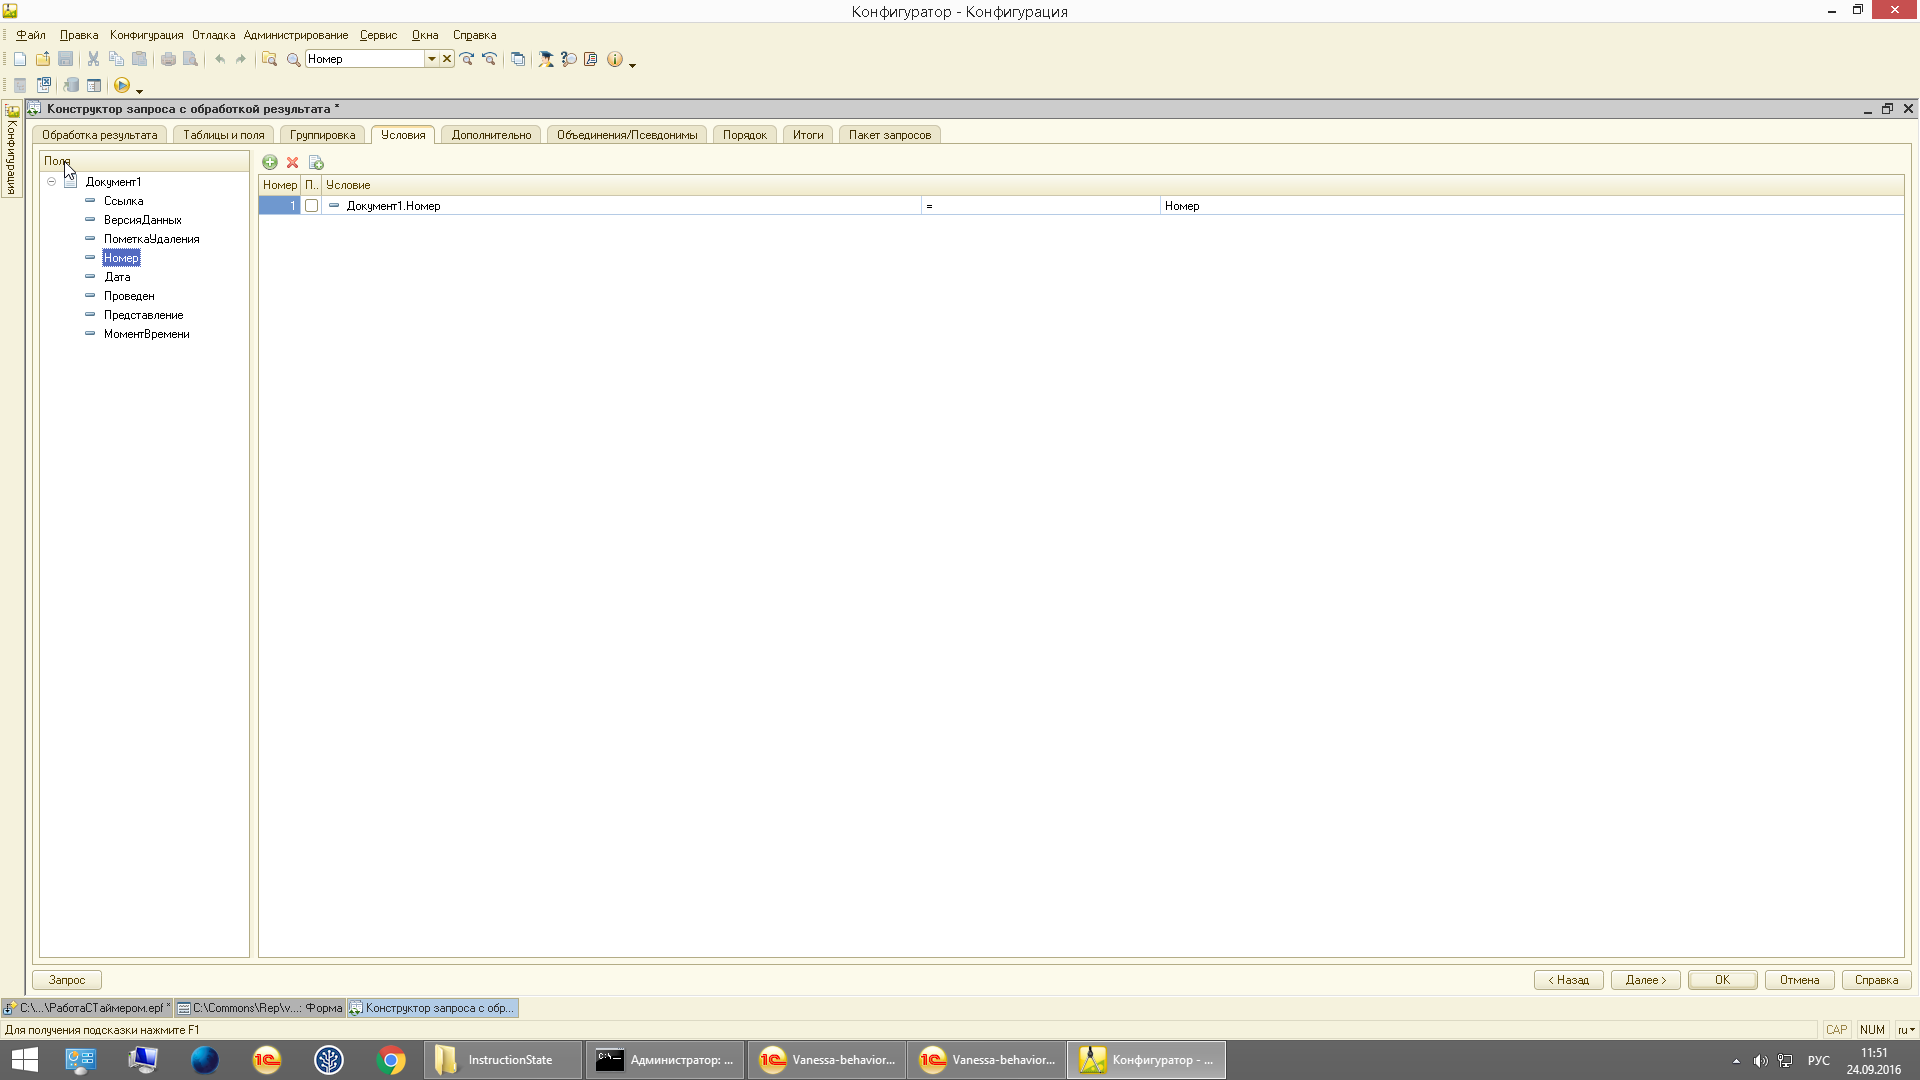 Конфигуратор - Конфигурация
Файл Правка Конфигурация Отладка Администрирование Сервис Окна Справка
Номер
Конфигурация
Конструктор запроса с обработкой результата *
Обработка результата Таблицы и поля Группировка Условия Дополнительно Объединения/Псевдонимы Порядок Итоги Пакет запросов
Поля
Номер П.. Условие
Документ1
1 Документ1.Номер = Номер
Ссылка
ВерсияДанных
ПометкаУдаления
Номер
Дата
Проведен
Представление
МоментВремени
Запрос < Назад Далее > ОК Отмена Справка
C:\...\РаботаСТаймером.epf * C:\Commons\Rep\v...: Форма Конструктор запроса с обр...
Для получения подсказки нажмите F1 CAP NUM ru
InstructionState Администратор: ... Vanessa-behavior... Vanessa-behavior... Конфигуратор - ... РУС 11:51
24.09.2016